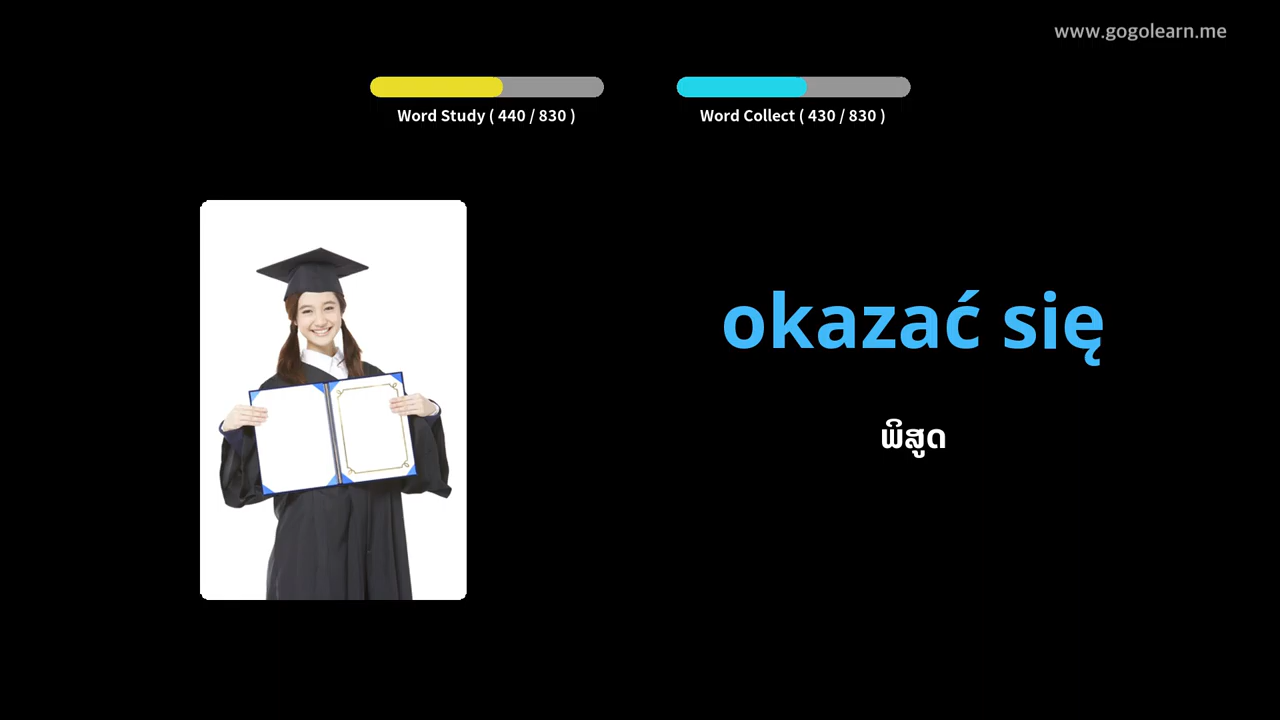 www.gogolearn.me
Word Study ( 440 / 830 )
Word Collect ( 430 / 830 )
okazać się
ພິສູດ